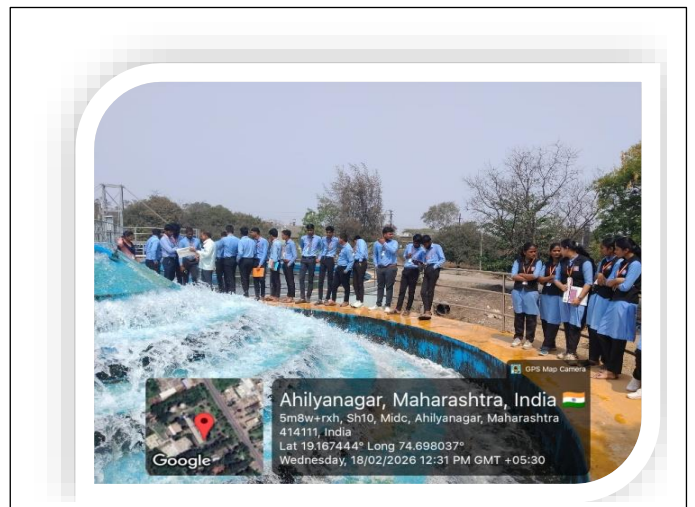 GPS Map Camera
Ahilyanagar, Maharashtra, India 🇮🇳
5m8w+rxh, Sh10, Midc, Ahilyanagar, Maharashtra
414111, India
Lat 19.167444° Long 74.698037°
Wednesday, 18/02/2026 12:31 PM GMT +05:30
Google